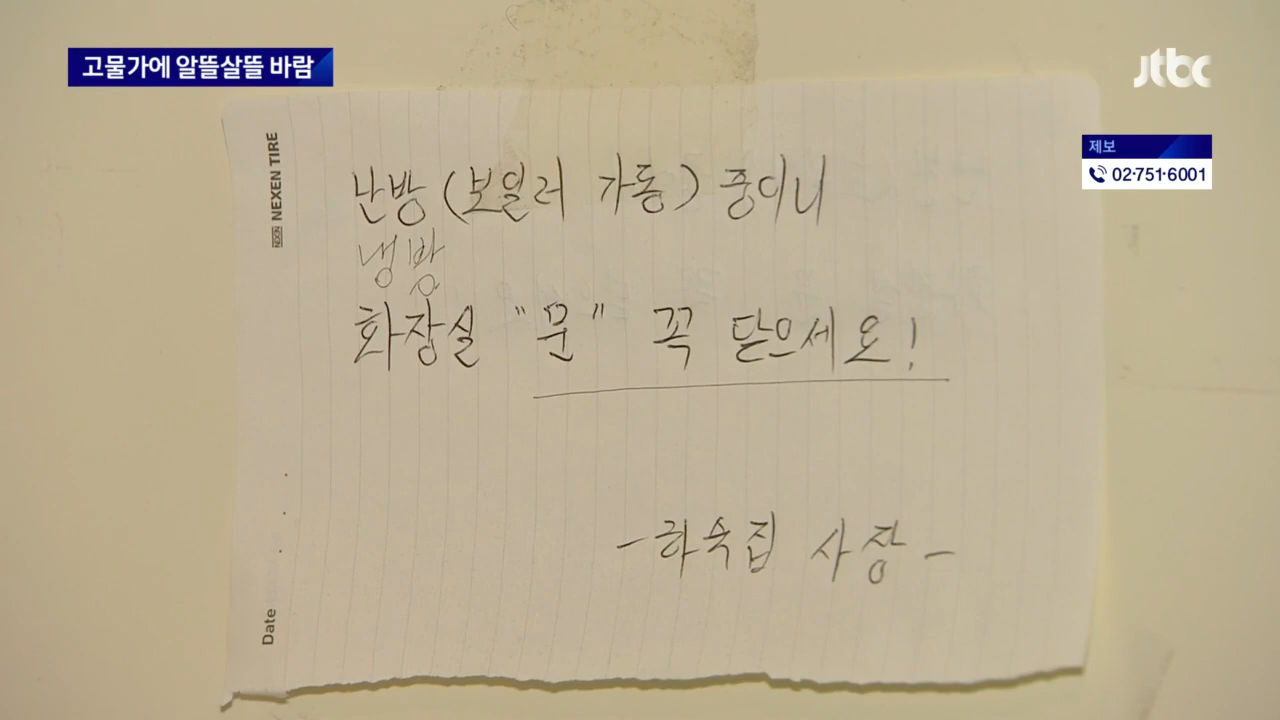 고물가에 알뜰살뜰 바람
jtbc
제보
02·751·6001
NEXEN TIRE
난방 (보일러 가동) 중이니
냉방
화장실 "문" 꼭 닫으세요!
-하숙집 사장-
Date